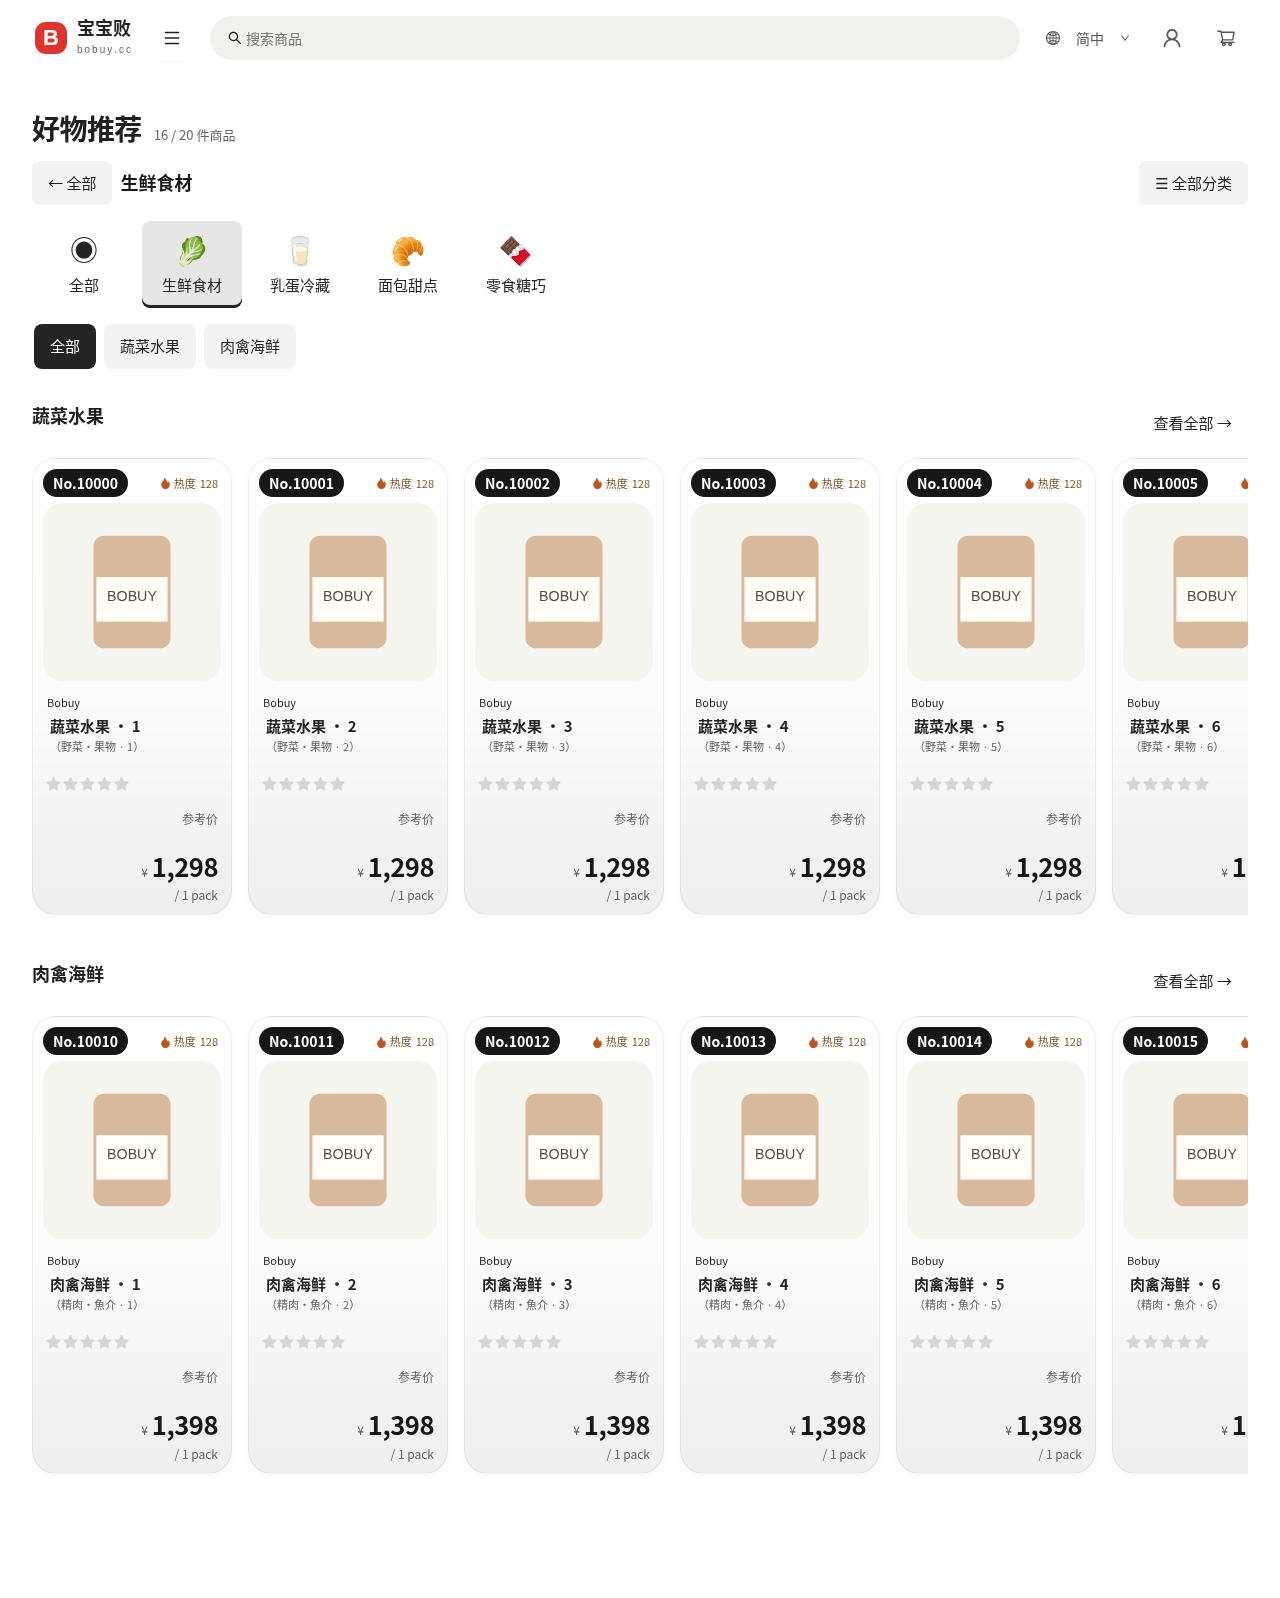 B 宝宝败
bobuy.cc
搜索商品
简中
好物推荐 16 / 20 件商品
← 全部 生鲜食材 ☰ 全部分类
全部 生鲜食材 乳蛋冷藏 面包甜点 零食糖巧
全部 蔬菜水果 肉禽海鲜
蔬菜水果 查看全部 →
No.10000 热度 128 No.10001 热度 128 No.10002 热度 128 No.10003 热度 128 No.10004 热度 128 No.10005
BOBUY BOBUY BOBUY BOBUY BOBUY BOBUY
Bobuy Bobuy Bobuy Bobuy Bobuy Bobuy
蔬菜水果 · 1 蔬菜水果 · 2 蔬菜水果 · 3 蔬菜水果 · 4 蔬菜水果 · 5 蔬菜水果 · 6
（野菜・果物 · 1） （野菜・果物 · 2） （野菜・果物 · 3） （野菜・果物 · 4） （野菜・果物 · 5） （野菜・果物 · 6）
参考价 参考价 参考价 参考价 参考价
¥ 1,298 ¥ 1,298 ¥ 1,298 ¥ 1,298 ¥ 1,298 ¥ 1
/ 1 pack / 1 pack / 1 pack / 1 pack / 1 pack
肉禽海鲜 查看全部 →
No.10010 热度 128 No.10011 热度 128 No.10012 热度 128 No.10013 热度 128 No.10014 热度 128 No.10015
BOBUY BOBUY BOBUY BOBUY BOBUY BOBUY
Bobuy Bobuy Bobuy Bobuy Bobuy Bobuy
肉禽海鲜 · 1 肉禽海鲜 · 2 肉禽海鲜 · 3 肉禽海鲜 · 4 肉禽海鲜 · 5 肉禽海鲜 · 6
（精肉・魚介 · 1） （精肉・魚介 · 2） （精肉・魚介 · 3） （精肉・魚介 · 4） （精肉・魚介 · 5） （精肉・魚介 · 6）
参考价 参考价 参考价 参考价 参考价
¥ 1,398 ¥ 1,398 ¥ 1,398 ¥ 1,398 ¥ 1,398 ¥ 1
/ 1 pack / 1 pack / 1 pack / 1 pack / 1 pack